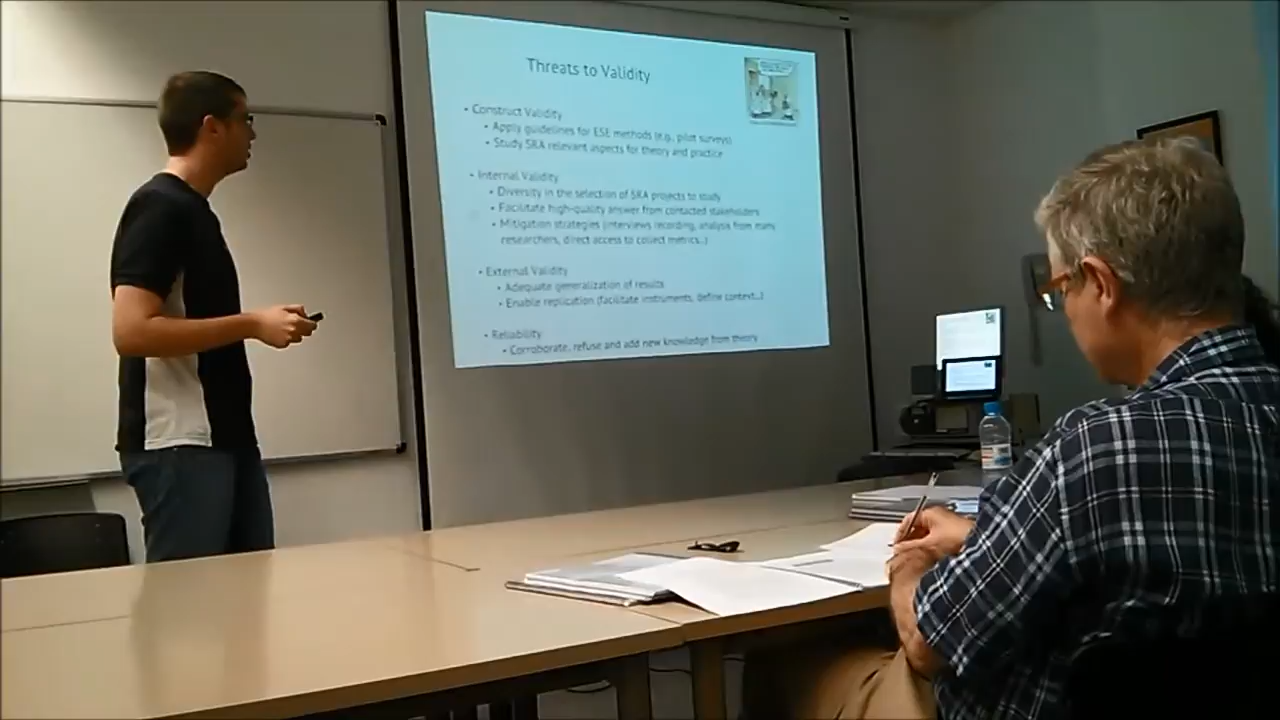 Threats to Validity
• Construct Validity
• Apply guidelines for ESE methods (e.g., pilot surveys)
• Study SRA relevant aspects for theory and practice
• Internal Validity
• Diversity in the selection of SRA projects to study
• Facilitate high-quality answer from contacted stakeholders
• Mitigation strategies (interviews recording, analysis from many
researchers, direct access to collect metrics...)
• External Validity
• Adequate generalization of results
• Enable replication (facilitate instruments, define context...)
• Reliability
• Corroborate, refuse and add new knowledge from theory